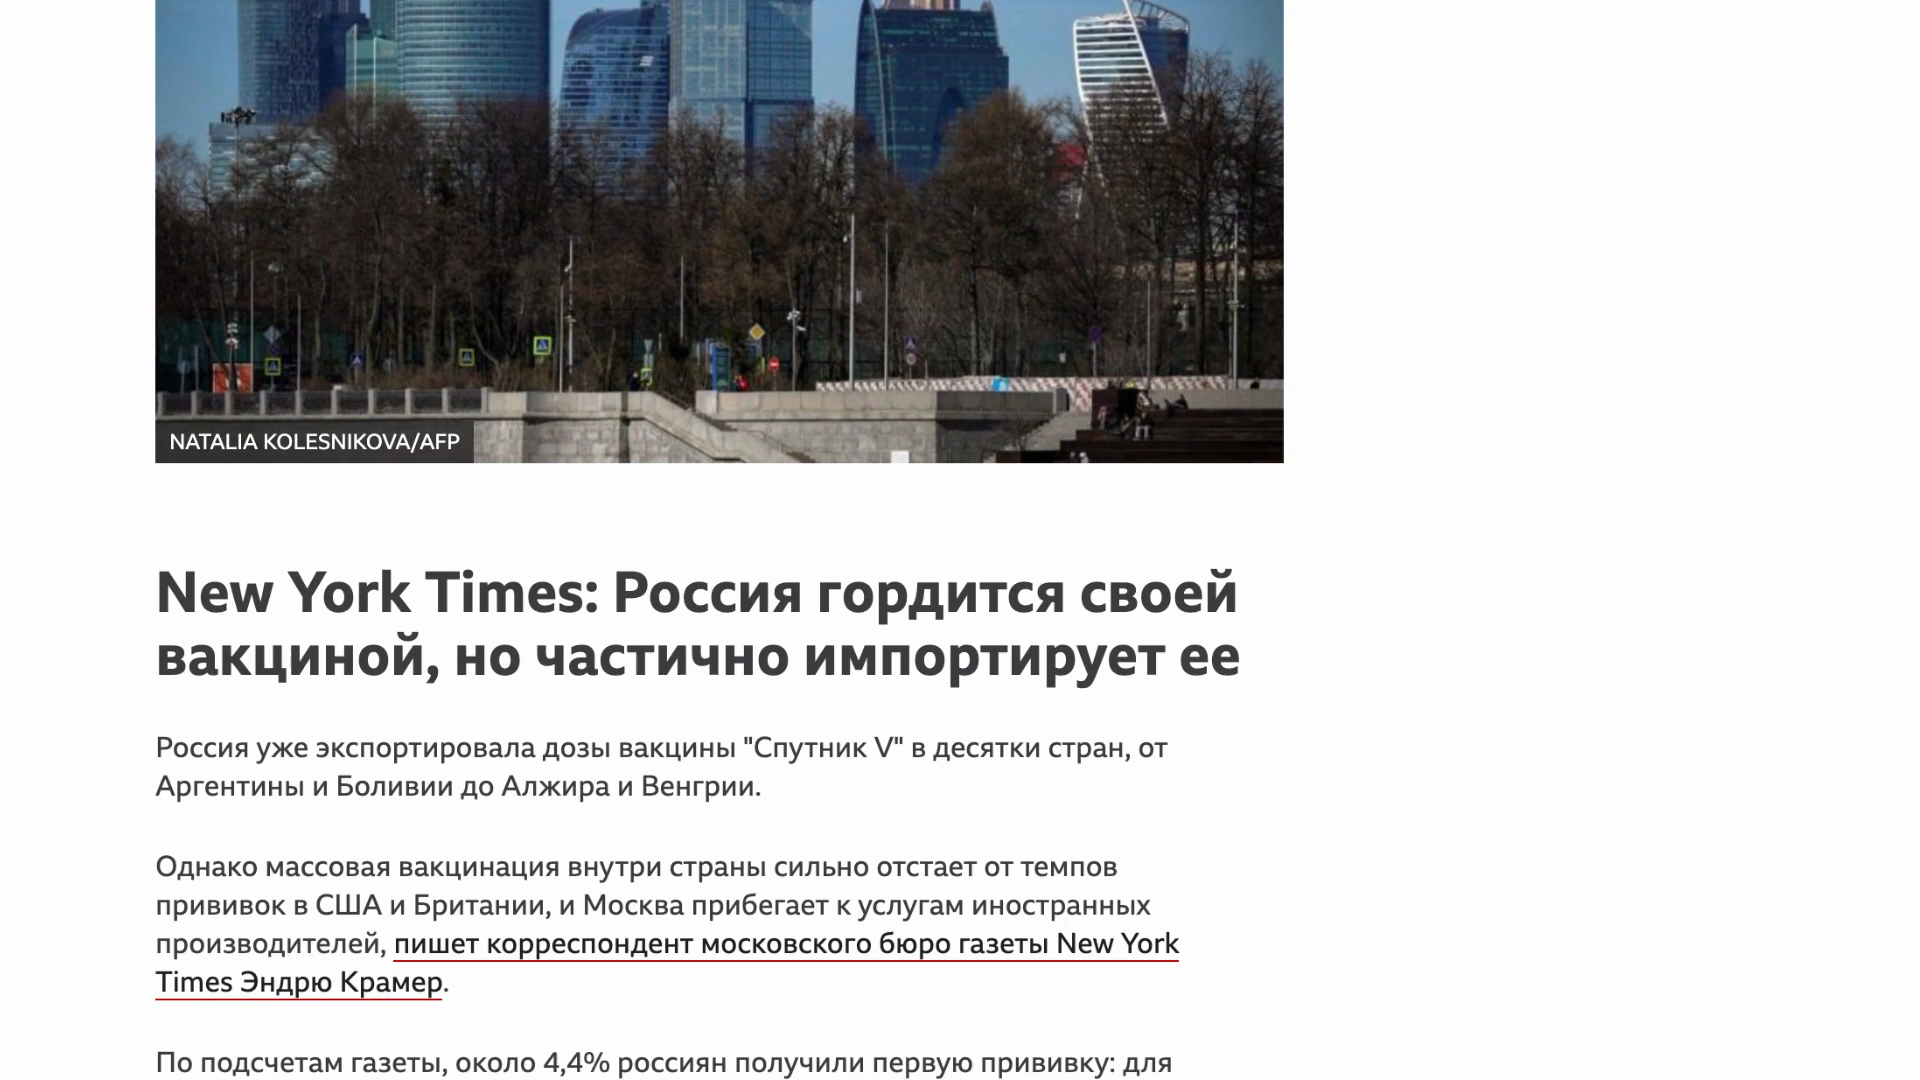 NATALIA KOLESNIKOVA/AFP
New York Times: Россия гордится своей
вакциной, но частично импортирует ее
Россия уже экспортировала дозы вакцины "Спутник V" в десятки стран, от
Аргентины и Боливии до Алжира и Венгрии.
Однако массовая вакцинация внутри страны сильно отстает от темпов
прививок в США и Британии, и Москва прибегает к услугам иностранных
производителей, пишет корреспондент московского бюро газеты New York
Times Эндрю Крамер.
По подсчетам газеты, около 4,4% россиян получили первую прививку: для